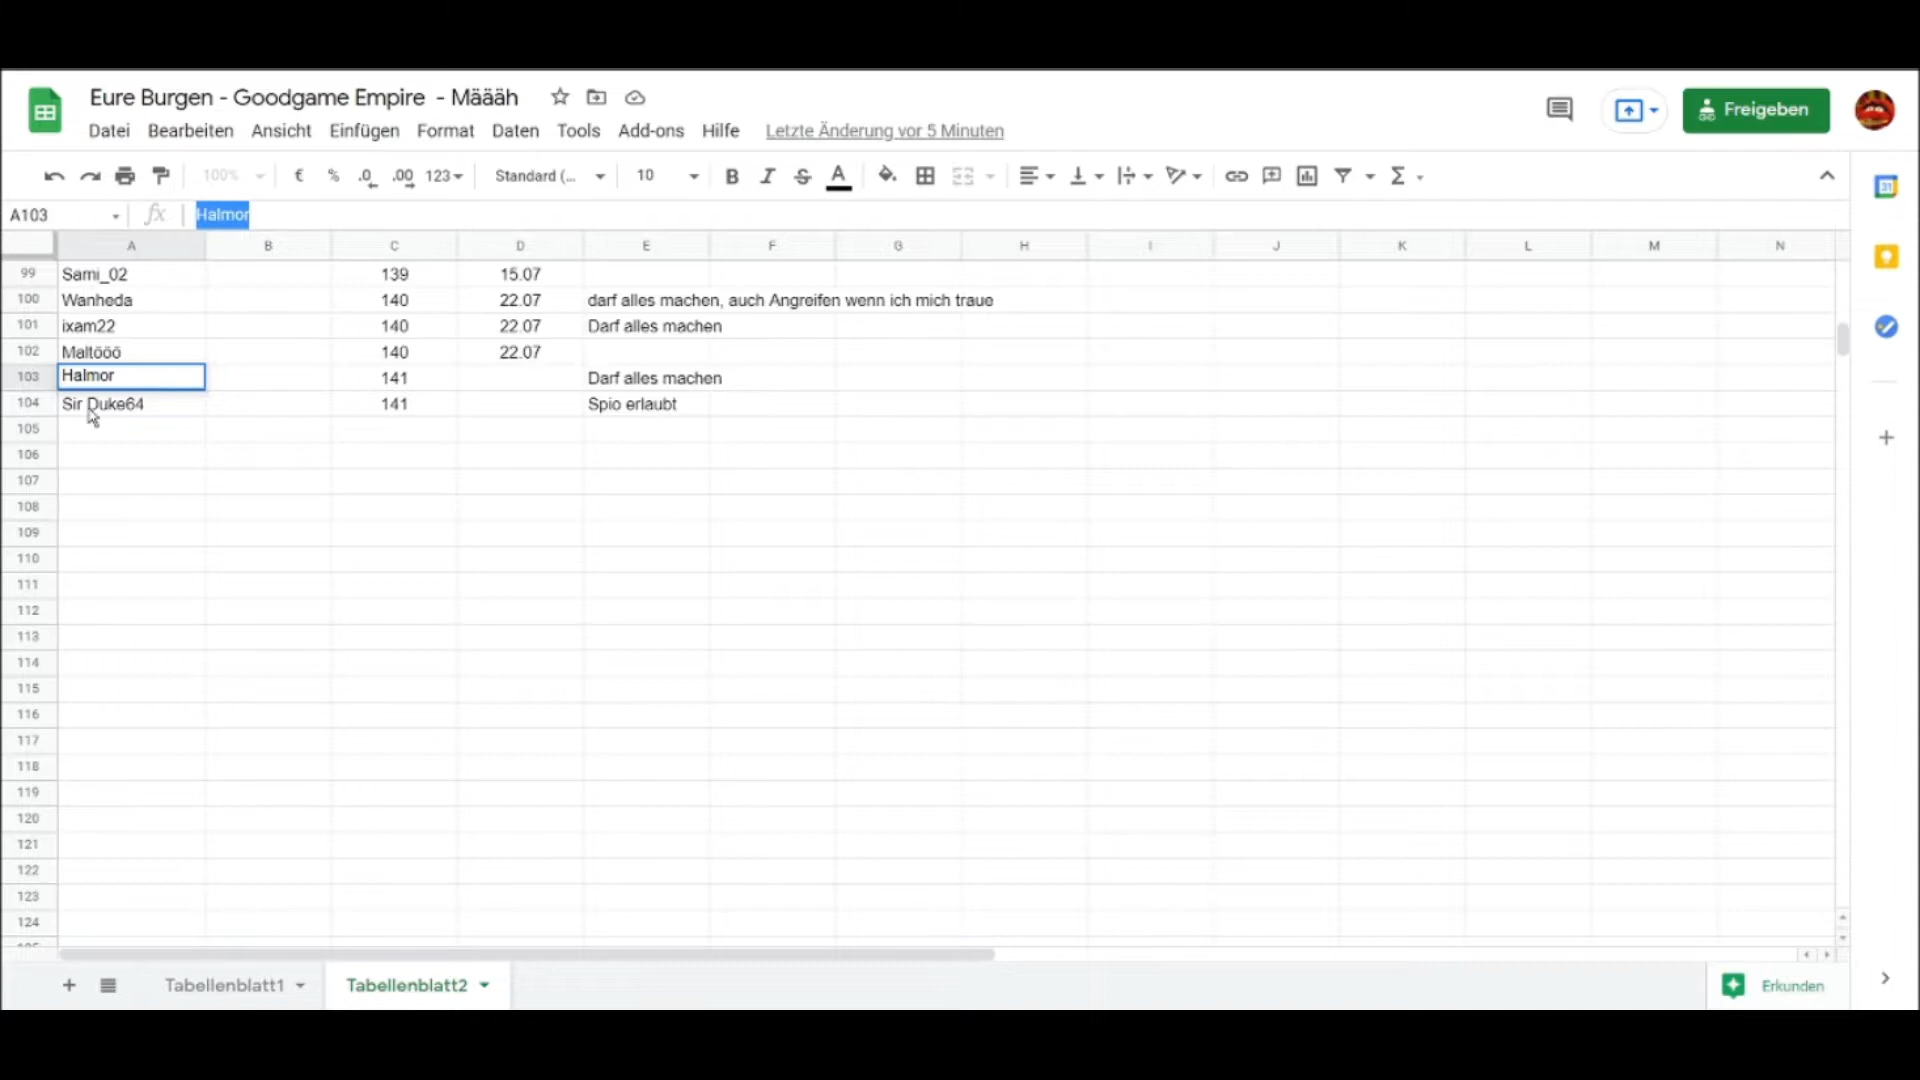 Eure Burgen - Goodgame Empire - Määäh
Datei Bearbeiten Ansicht Einfügen Format Daten Tools Add-ons Hilfe Letzte Änderung vor 5 Minuten
Freigeben
100% € % .0 .00 123 Standard (... 10 B I S A Σ
31
A103 fx Halmor
A B C D E F G H I J K L M N
99 Sami_02 139 15.07
100 Wanheda 140 22.07 darf alles machen, auch Angreifen wenn ich mich traue
101 ixam22 140 22.07 Darf alles machen
102 Maltööö 140 22.07
103 Halmor 141 Darf alles machen
104 Sir Duke64 141 Spio erlaubt
105
106
107
108
109
110
111
112
113
114
115
116
117
118
119
120
121
122
123
124
Tabellenblatt1 Tabellenblatt2 Erkunden